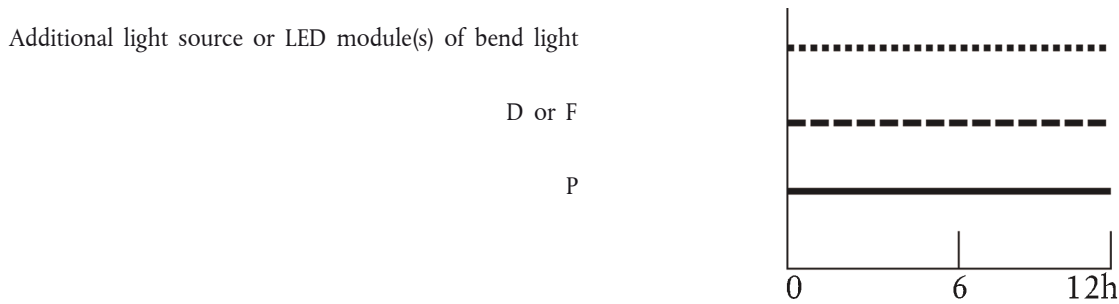 Additional light source or LED module(s) of bend light
D or F
P
0 6 12h